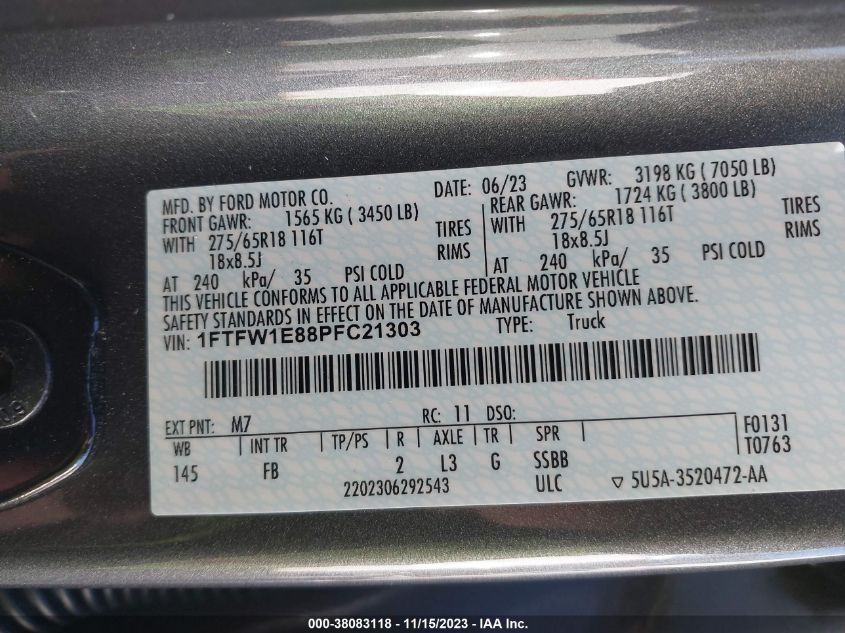 MFD. BY FORD MOTOR CO. DATE: 06/23 GVWR: 3198 KG ( 7050 LB)
FRONT GAWR: 1565 KG ( 3450 LB) REAR GAWR: 1724 KG ( 3800 LB)
WITH 275/65R18 116T TIRES WITH 275/65R18 116T TIRES
18x8.5J RIMS 18x8.5J RIMS
AT 240 kPa/ 35 PSI COLD AT 240 kPa/ 35 PSI COLD
THIS VEHICLE CONFORMS TO ALL APPLICABLE FEDERAL MOTOR VEHICLE
SAFETY STANDARDS IN EFFECT ON THE DATE OF MANUFACTURE SHOWN ABOVE.
VIN: 1FTFW1E88PFC21303 TYPE: Truck
EXT PNT: M7 RC: 11 DSO: F0131
WB INT TR TP/PS R AXLE TR SPR T0763
145 FB 2 L3 G SSBB
2202306292543 ULC ▽ 5U5A-3520472-AA
000-38083118 - 11/15/2023 - IAA Inc.